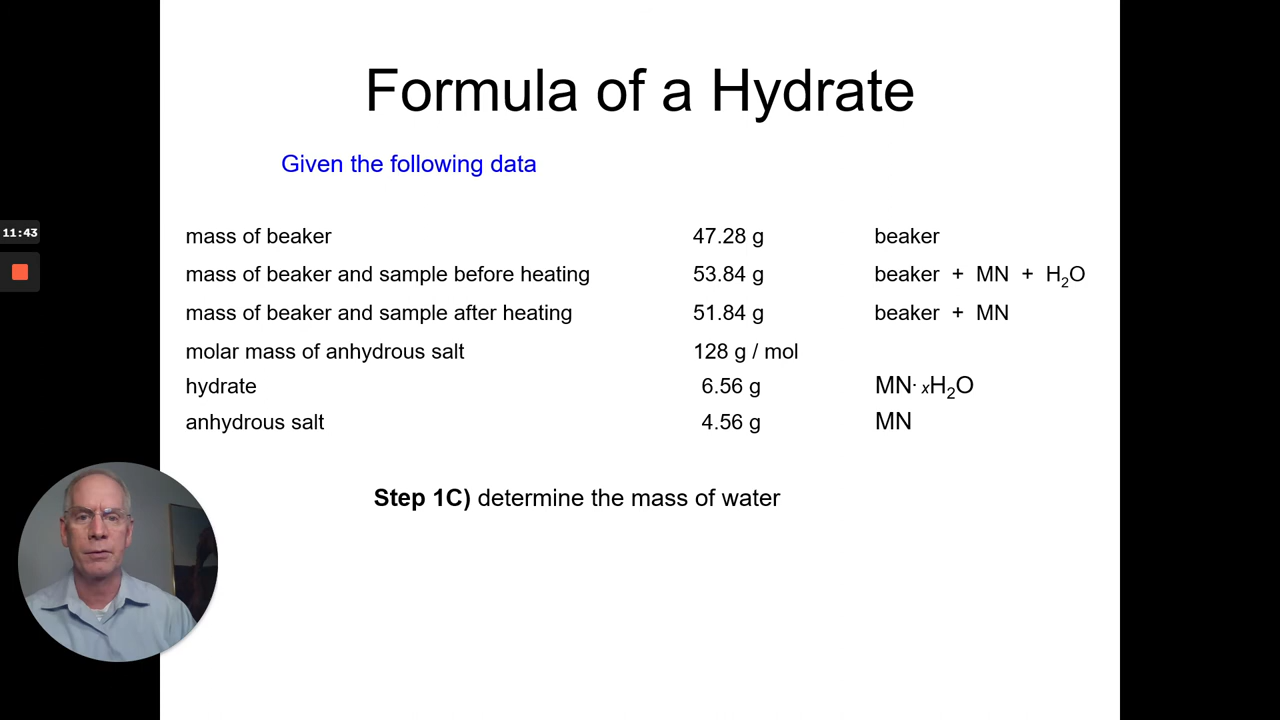 Formula of a Hydrate
Given the following data
11:43
mass of beaker 47.28 g beaker
mass of beaker and sample before heating 53.84 g beaker + MN + H₂O
mass of beaker and sample after heating 51.84 g beaker + MN
molar mass of anhydrous salt 128 g / mol
hydrate 6.56 g MN· xH₂O
anhydrous salt 4.56 g MN
Step 1C) determine the mass of water